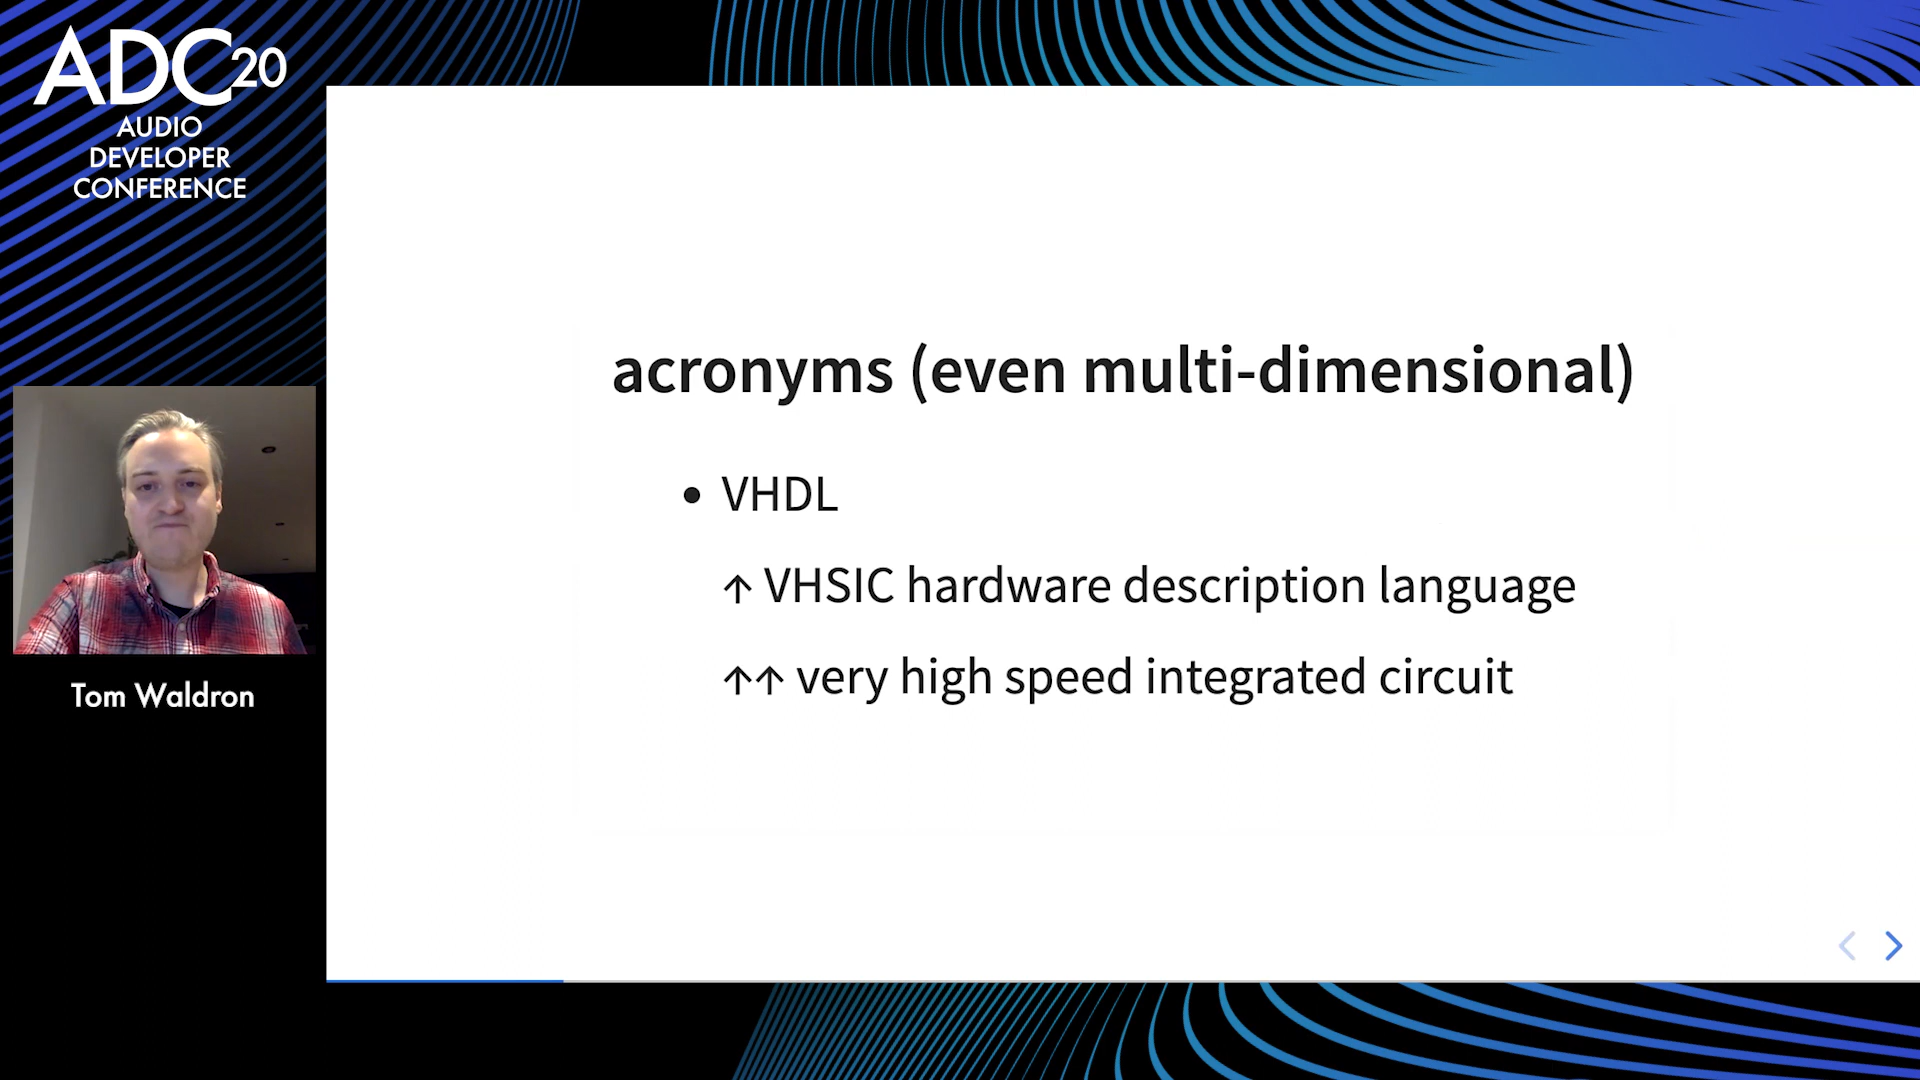 ADC20
AUDIO
DEVELOPER
CONFERENCE
acronyms (even multi-dimensional)
• VHDL
↑ VHSIC hardware description language
↑↑ very high speed integrated circuit
Tom Waldron